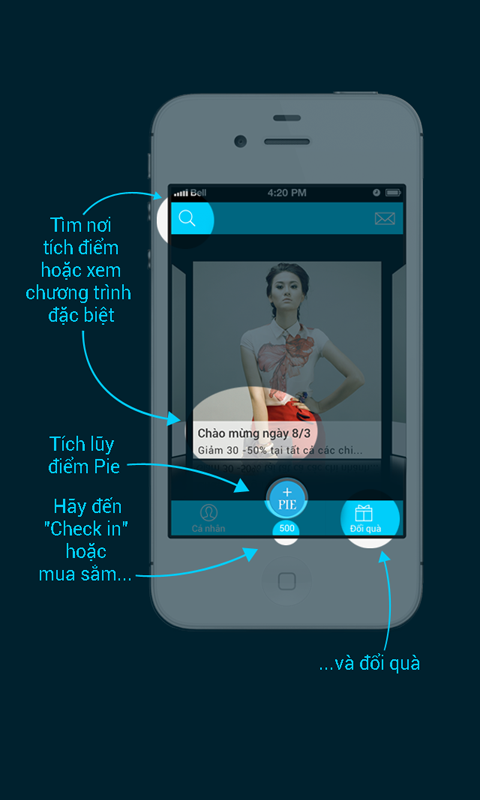 Bell
4:20 PM
Tìm nơi
tích điểm
hoặc xem
chương trình
đặc biệt
Chào mừng ngày 8/3
Giảm 30 -50% tại tất cả các chi...
Tích lũy
điểm Pie
+
PIE
500
Cá nhân
Đổi quà
Hãy đến
"Check in"
hoặc
mua sắm...
...và đổi quà